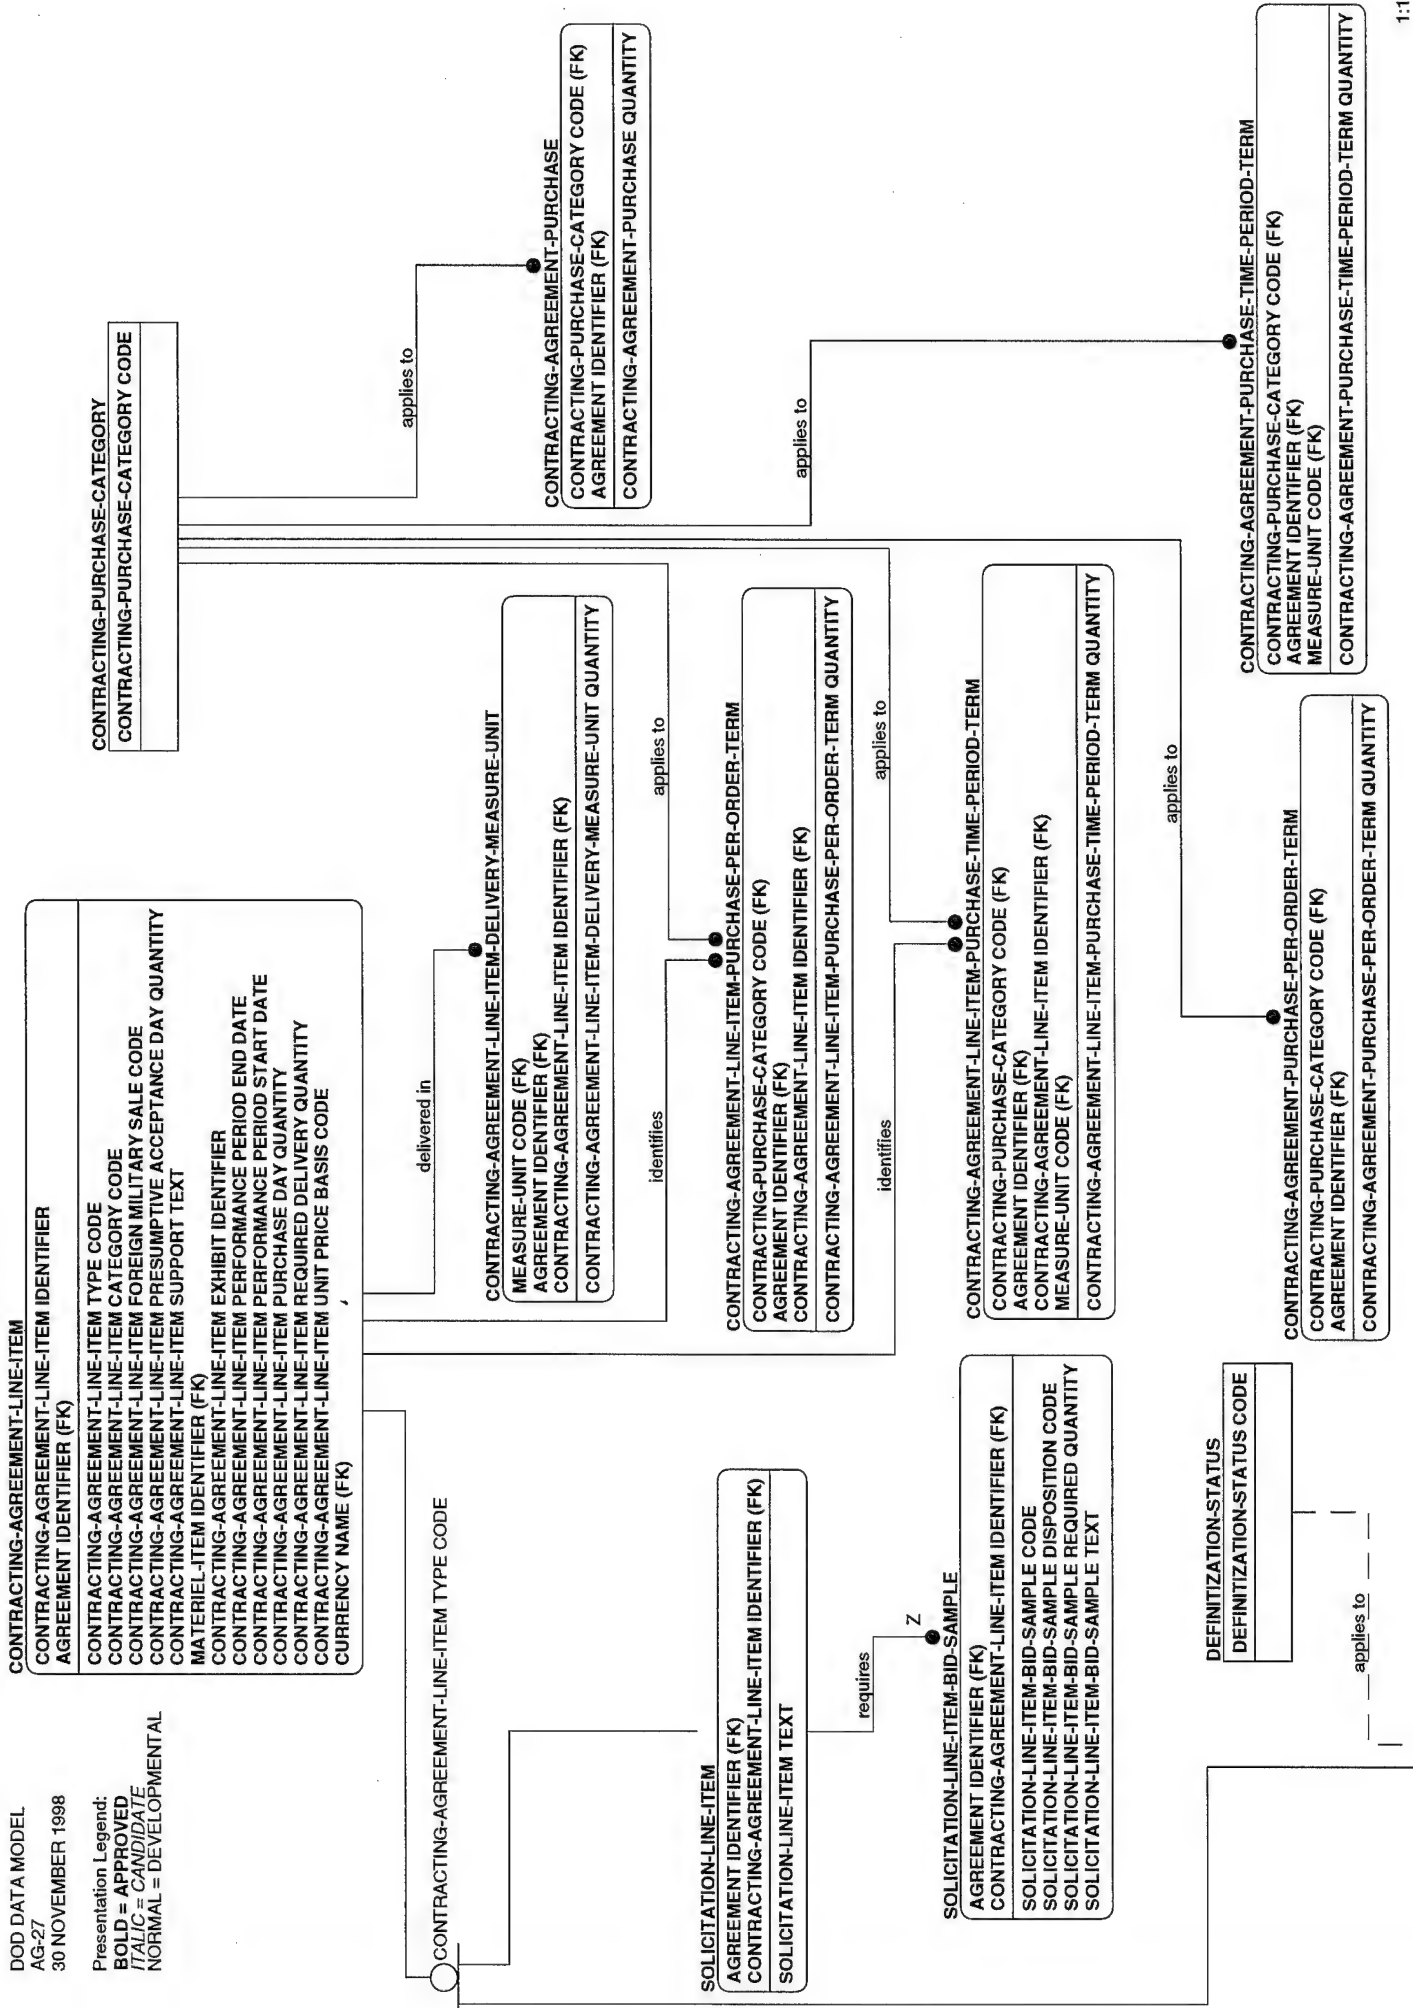 DOD DATA MODEL
AG-27
30 NOVEMBER 1998
Presentation Legend:
BOLD = APPROVED
ITALIC = CANDIDATE
NORMAL = DEVELOPMENTAL
CONTRACTING-AGREEMENT-LINE-ITEM
CONTRACTING-AGREEMENT-LINE-ITEM IDENTIFIER
AGREEMENT IDENTIFIER (FK)
CONTRACTING-AGREEMENT-LINE-ITEM TYPE CODE
CONTRACTING-AGREEMENT-LINE-ITEM CATEGORY CODE
CONTRACTING-AGREEMENT-LINE-ITEM FOREIGN MILITARY SALE CODE
CONTRACTING-AGREEMENT-LINE-ITEM PRESUMPTIVE ACCEPTANCE DAY QUANTITY
CONTRACTING-AGREEMENT-LINE-ITEM SUPPORT TEXT
MATERIEL-ITEM IDENTIFIER (FK)
CONTRACTING-AGREEMENT-LINE-ITEM EXHIBIT IDENTIFIER
CONTRACTING-AGREEMENT-LINE-ITEM PERFORMANCE PERIOD END DATE
CONTRACTING-AGREEMENT-LINE-ITEM PERFORMANCE PERIOD START DATE
CONTRACTING-AGREEMENT-LINE-ITEM PURCHASE DAY QUANTITY
CONTRACTING-AGREEMENT-LINE-ITEM REQUIRED DELIVERY QUANTITY
CONTRACTING-AGREEMENT-LINE-ITEM UNIT PRICE BASIS CODE
CURRENCY NAME (FK)
CONTRACTING-PURCHASE-CATEGORY
CONTRACTING-PURCHASE-CATEGORY CODE
applies to
CONTRACTING-AGREEMENT-PURCHASE
CONTRACTING-PURCHASE-CATEGORY CODE (FK)
AGREEMENT IDENTIFIER (FK)
CONTRACTING-AGREEMENT-PURCHASE QUANTITY
CONTRACTING-AGREEMENT-LINE-ITEM TYPE CODE
delivered in
CONTRACTING-AGREEMENT-LINE-ITEM-DELIVERY-MEASURE-UNIT
MEASURE-UNIT CODE (FK)
AGREEMENT IDENTIFIER (FK)
CONTRACTING-AGREEMENT-LINE-ITEM IDENTIFIER (FK)
CONTRACTING-AGREEMENT-LINE-ITEM-DELIVERY-MEASURE-UNIT QUANTITY
identifies
applies to
CONTRACTING-AGREEMENT-LINE-ITEM-PURCHASE-PER-ORDER-TERM
CONTRACTING-PURCHASE-CATEGORY CODE (FK)
AGREEMENT IDENTIFIER (FK)
CONTRACTING-AGREEMENT-LINE-ITEM IDENTIFIER (FK)
CONTRACTING-AGREEMENT-LINE-ITEM-PURCHASE-PER-ORDER-TERM QUANTITY
applies to
SOLICITATION-LINE-ITEM
AGREEMENT IDENTIFIER (FK)
CONTRACTING-AGREEMENT-LINE-ITEM IDENTIFIER (FK)
SOLICITATION-LINE-ITEM TEXT
requires
Z
identifies
applies to
SOLICITATION-LINE-ITEM-BID-SAMPLE
AGREEMENT IDENTIFIER (FK)
CONTRACTING-AGREEMENT-LINE-ITEM IDENTIFIER (FK)
SOLICITATION-LINE-ITEM-BID-SAMPLE CODE
SOLICITATION-LINE-ITEM-BID-SAMPLE DISPOSITION CODE
SOLICITATION-LINE-ITEM-BID-SAMPLE REQUIRED QUANTITY
SOLICITATION-LINE-ITEM-BID-SAMPLE TEXT
CONTRACTING-AGREEMENT-LINE-ITEM-PURCHASE-TIME-PERIOD-TERM
CONTRACTING-PURCHASE-CATEGORY CODE (FK)
AGREEMENT IDENTIFIER (FK)
CONTRACTING-AGREEMENT-LINE-ITEM IDENTIFIER (FK)
MEASURE-UNIT CODE (FK)
CONTRACTING-AGREEMENT-LINE-ITEM-PURCHASE-TIME-PERIOD-TERM QUANTITY
applies to
DEFINITIZATION-STATUS
DEFINITIZATION-STATUS CODE
applies to
CONTRACTING-AGREEMENT-PURCHASE-PER-ORDER-TERM
CONTRACTING-PURCHASE-CATEGORY CODE (FK)
AGREEMENT IDENTIFIER (FK)
CONTRACTING-AGREEMENT-PURCHASE-PER-ORDER-TERM QUANTITY
CONTRACTING-AGREEMENT-PURCHASE-TIME-PERIOD-TERM
CONTRACTING-PURCHASE-CATEGORY CODE (FK)
AGREEMENT IDENTIFIER (FK)
MEASURE-UNIT CODE (FK)
CONTRACTING-AGREEMENT-PURCHASE-TIME-PERIOD-TERM QUANTITY
1:1